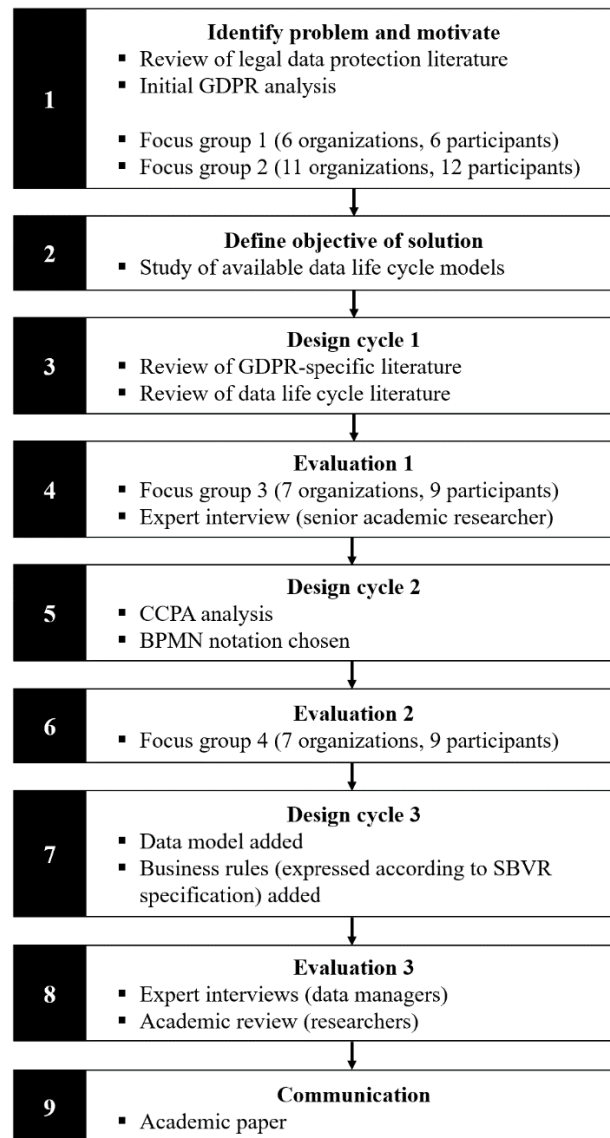 1
Identify problem and motivate
▪ Review of legal data protection literature
▪ Initial GDPR analysis
▪ Focus group 1 (6 organizations, 6 participants)
▪ Focus group 2 (11 organizations, 12 participants)
2
Define objective of solution
▪ Study of available data life cycle models
3
Design cycle 1
▪ Review of GDPR-specific literature
▪ Review of data life cycle literature
4
Evaluation 1
▪ Focus group 3 (7 organizations, 9 participants)
▪ Expert interview (senior academic researcher)
5
Design cycle 2
▪ CCPA analysis
▪ BPMN notation chosen
6
Evaluation 2
▪ Focus group 4 (7 organizations, 9 participants)
7
Design cycle 3
▪ Data model added
▪ Business rules (expressed according to SBVR
specification) added
8
Evaluation 3
▪ Expert interviews (data managers)
▪ Academic review (researchers)
9
Communication
▪ Academic paper